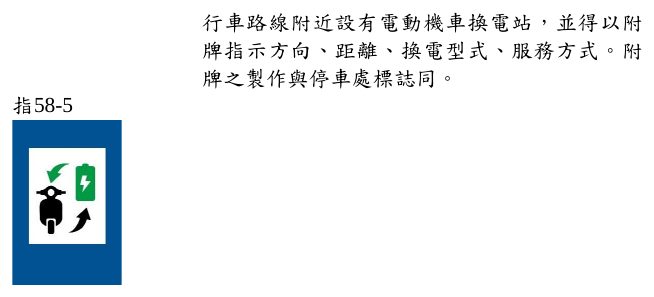 行車路線附近設有電動機車換電站，並得以附
牌指示方向、距離、換電型式、服務方式。附
牌之製作與停車處標誌同。
指58-5